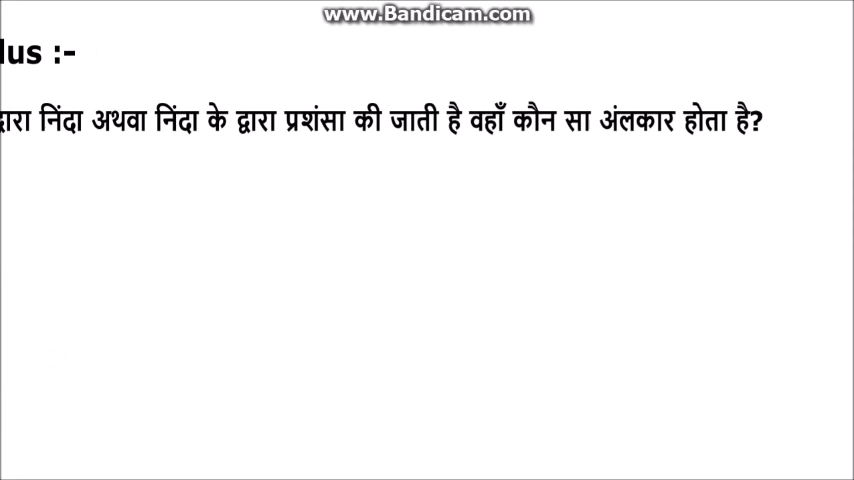 www.Bandicam.com
lus :-
द्वारा निंदा अथवा निंदा के द्वारा प्रशंसा की जाती है वहाँ कौन सा अंलकार होता है?